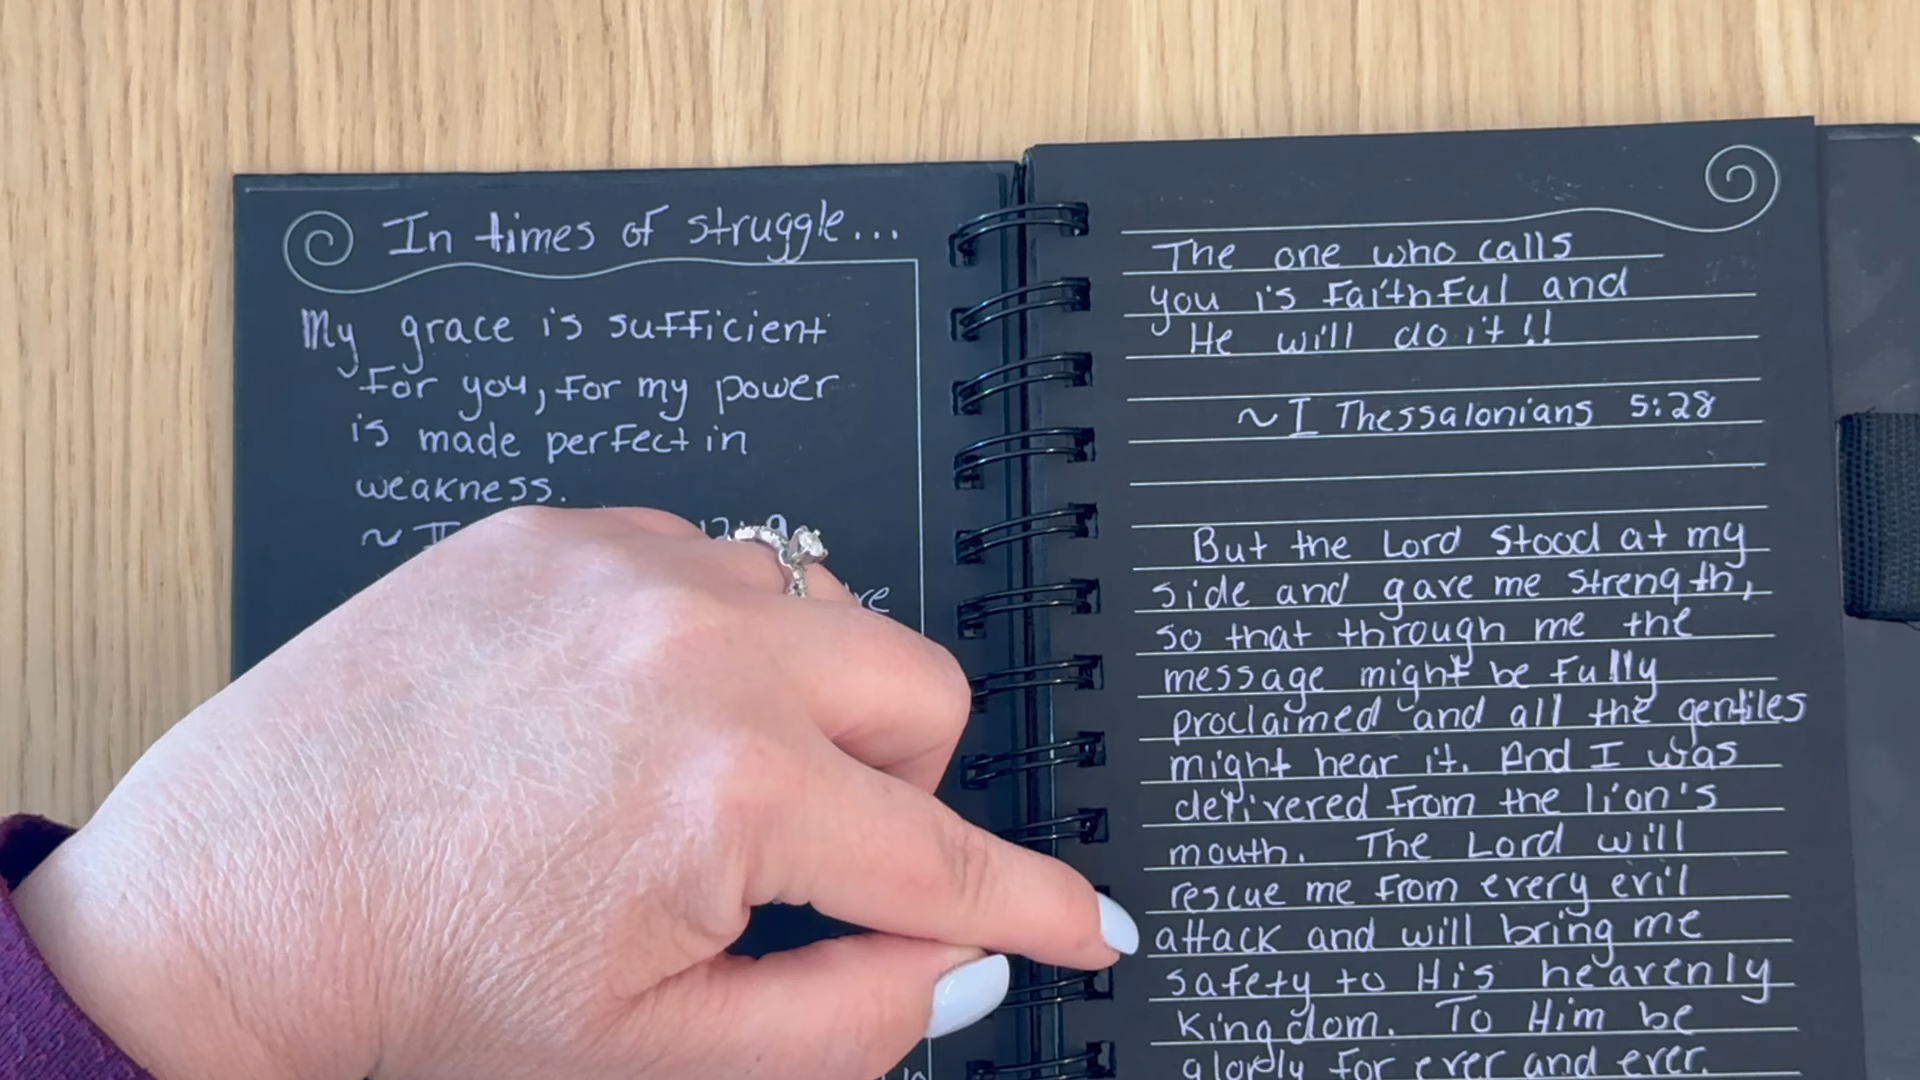 In times of struggle...
My grace is sufficient
for you, for my power
is made perfect in
weakness.
~ II 12:9
The one who calls
you is faithful and
He will do it!!
~ I Thessalonians 5:28
But the Lord stood at my
side and gave me strength,
so that through me the
message might be fully
proclaimed and all the gentiles
might hear it. And I was
delivered from the lion's
mouth. The Lord will
rescue me from every evil
attack and will bring me
safety to His heavenly
kingdom. To Him be
for ever and ever.